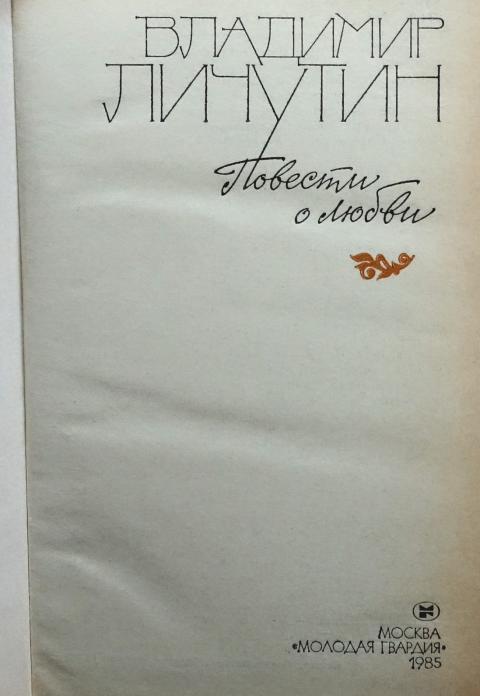 ВЛАДИМИР
ЛИЧУТИН
Повести
о любви
МОСКВА
«МОЛОДАЯ ГВАРДИЯ»
1985